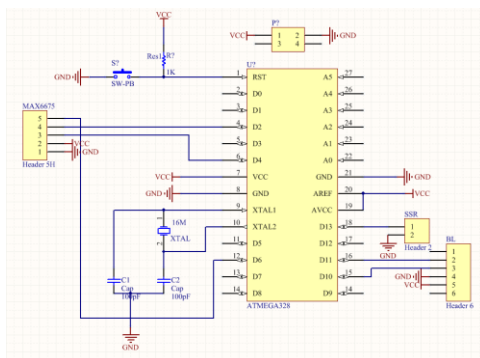 VCC
P?
VCC 1 2 GND
3 4
Res1 R?
1K
S?
SW-PB
GND
U?
1 RST A5 27
2 D0 A4 26
3 D1 A3 25
4 D2 A2 24
5 D3 A1 23
6 D4 A0 22
7 VCC GND 21
8 GND AREF 20
9 XTAL1 AVCC 19
10 XTAL2 D13 18
11 D5 D12 17
12 D6 D11 16
13 D7 D10 15
14 D8 D9 14
ATMEGA328
MAX6675
5
4
3
2 VCC
1 GND
Header 5H
VCC
GND
GND
VCC
16M
XTAL
1
2
C1
Cap
100pF
C2
Cap
100pF
GND
SSR
1
2
Header 2
GND
BL
1
2
3
GND 4
VCC 5
6
Header 6